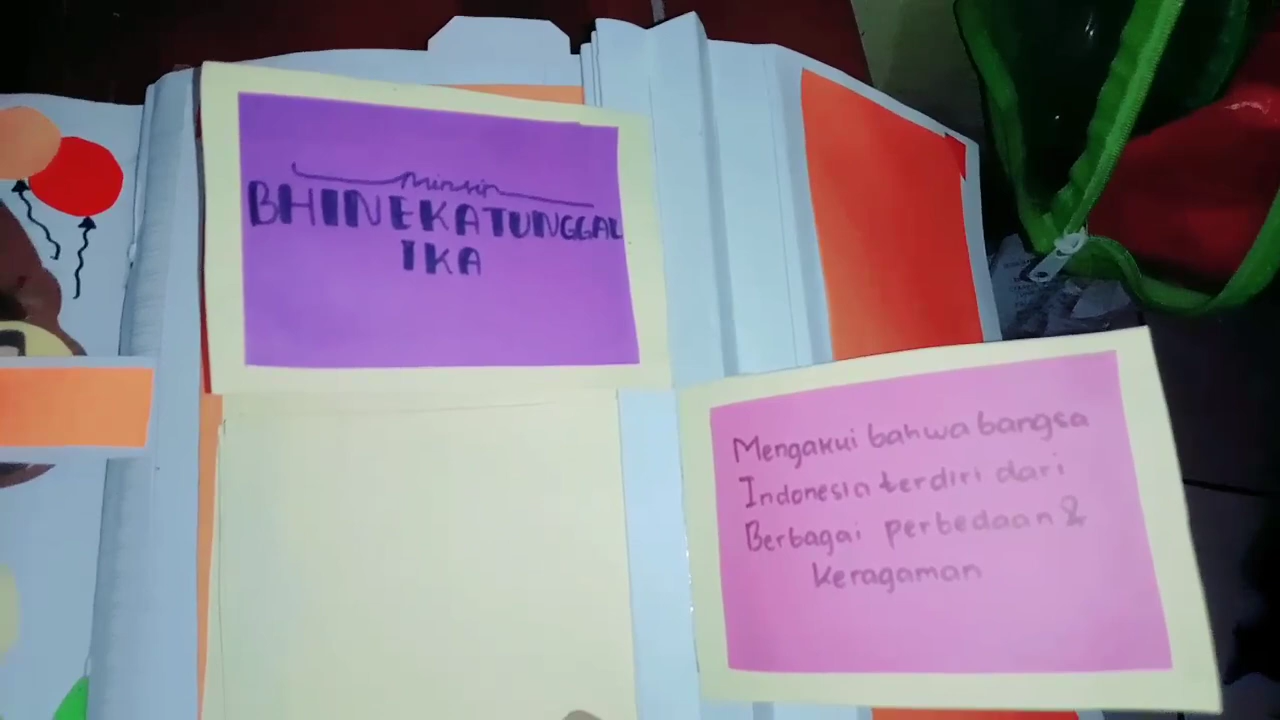 BHINEKATUNGGAL
IKA
Mengakui bahwa bangsa
Indonesia terdiri dari
Berbagai perbedaan &
keragaman